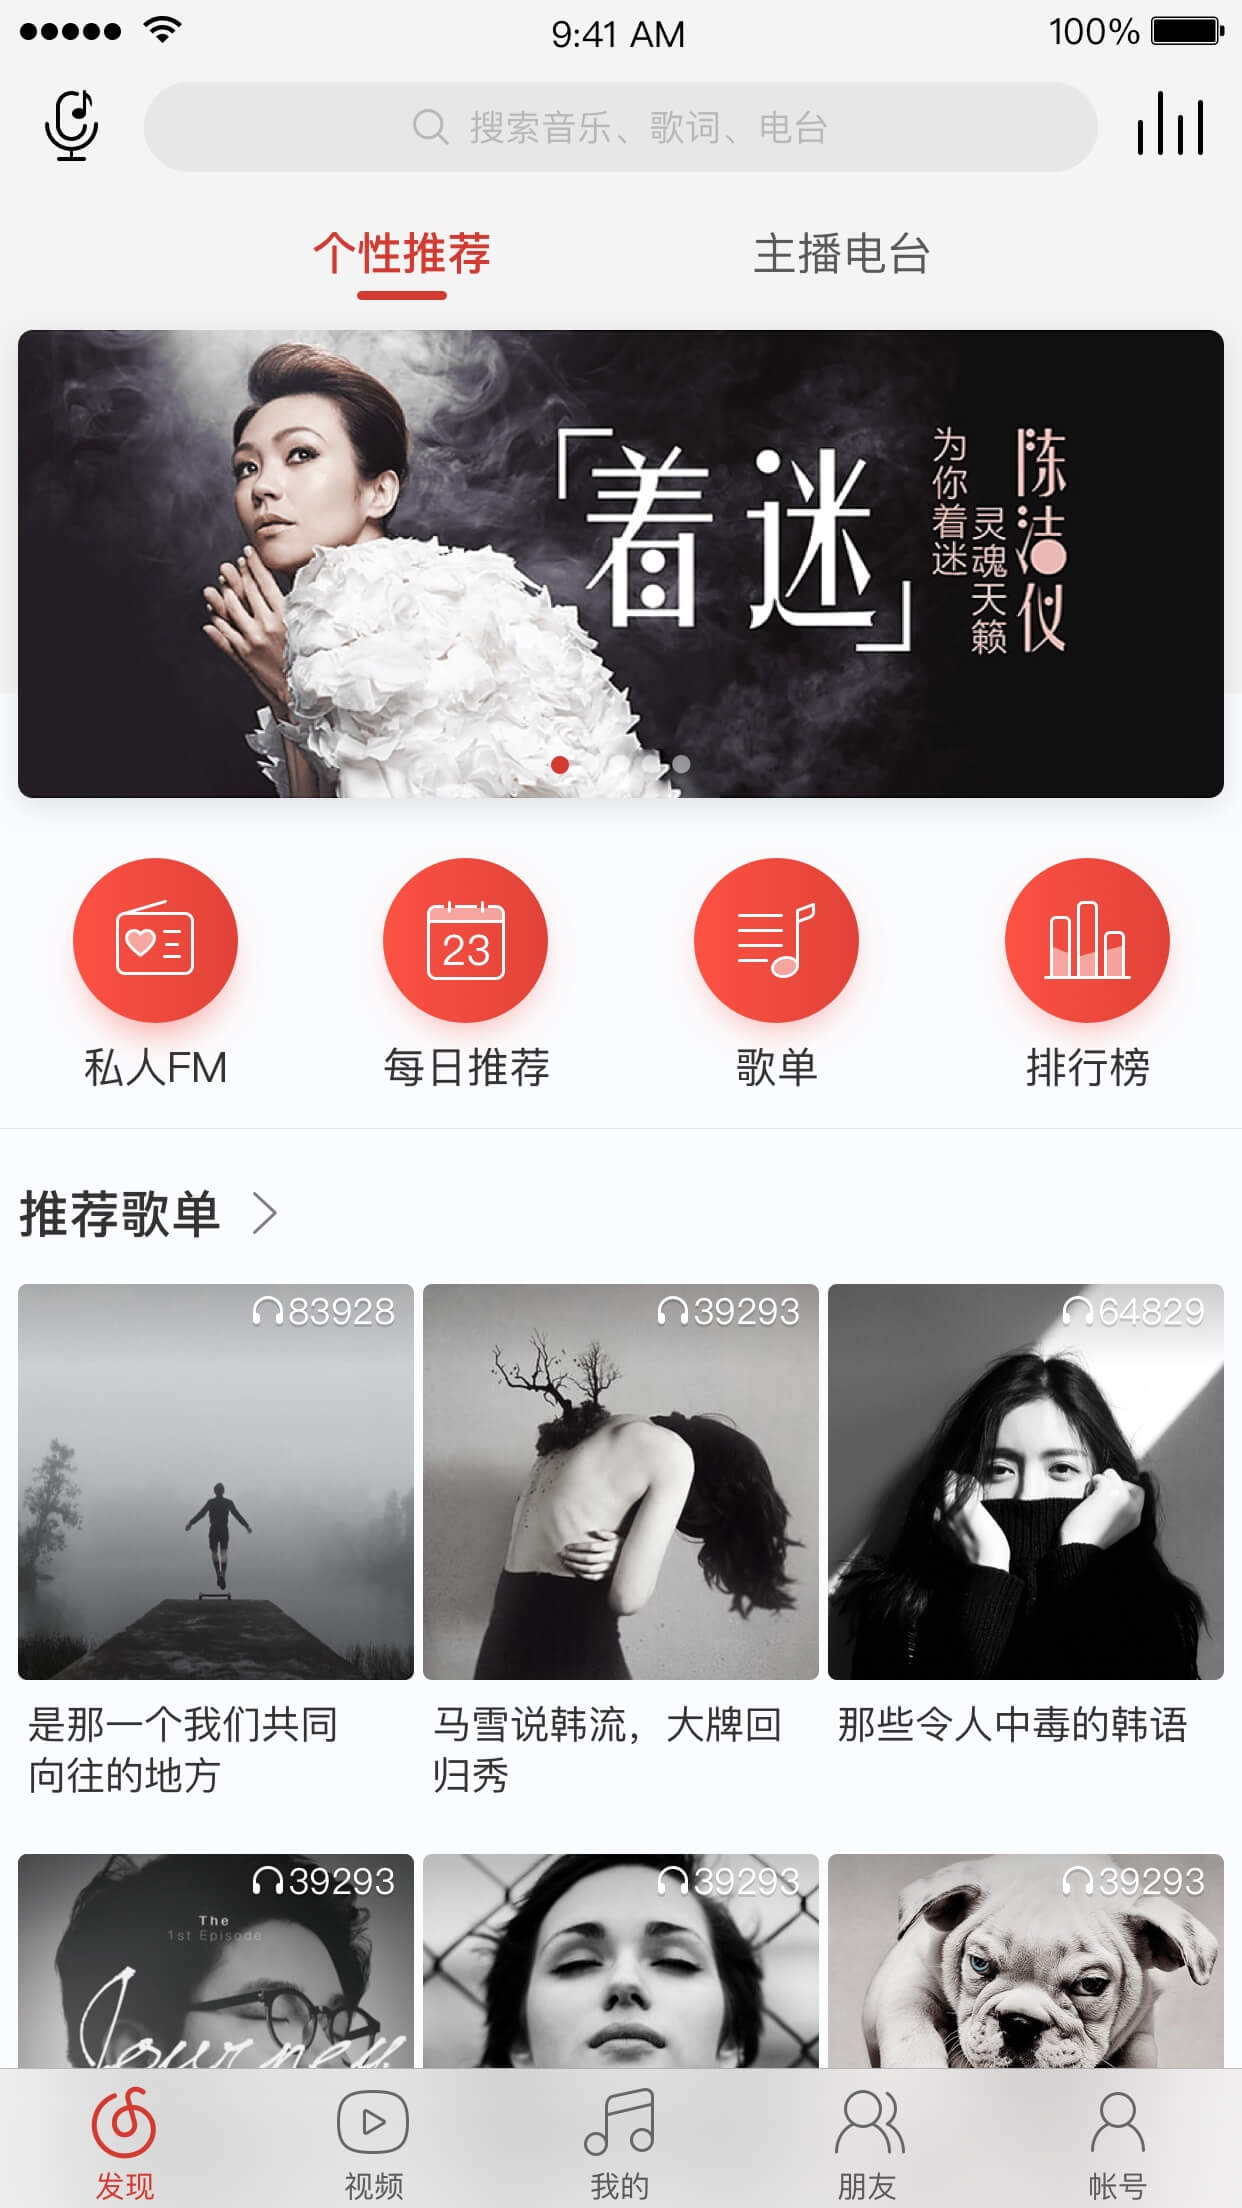 9:41 AM
100%
搜索音乐、歌词、电台
个性推荐
主播电台
「着迷」
陈洁仪
灵魂天籁
为你着迷
23
私人FM
每日推荐
歌单
排行榜
推荐歌单
83928
39293
64829
是那一个我们共同
向往的地方
马雪说韩流，大牌回
归秀
那些令人中毒的韩语
39293
39293
39293
The
1st Episode
Journey
发现
视频
我的
朋友
帐号